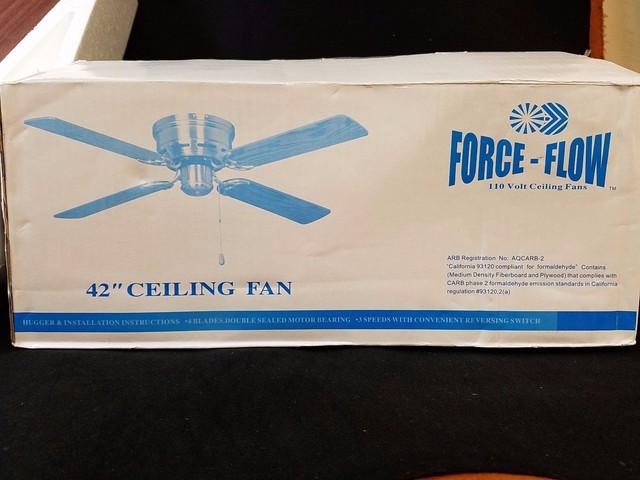 FORCE-FLOW
110 Volt Ceiling Fans
TM
ARB Registration No: AQCARB-2
"California 93120 compliant for formaldehyde" Contains
(Medium Density Fiberboard and Plywood) that complies with
CARB phase 2 formaldehyde emission standards in California
regulation #93120,2(a)
42" CEILING FAN
HUGGER & INSTALLATION INSTRUCTIONS •4 BLADES.DOUBLE SEALED MOTOR BEARING •3 SPEEDS WITH CONVENIENT REVERSING SWITCH